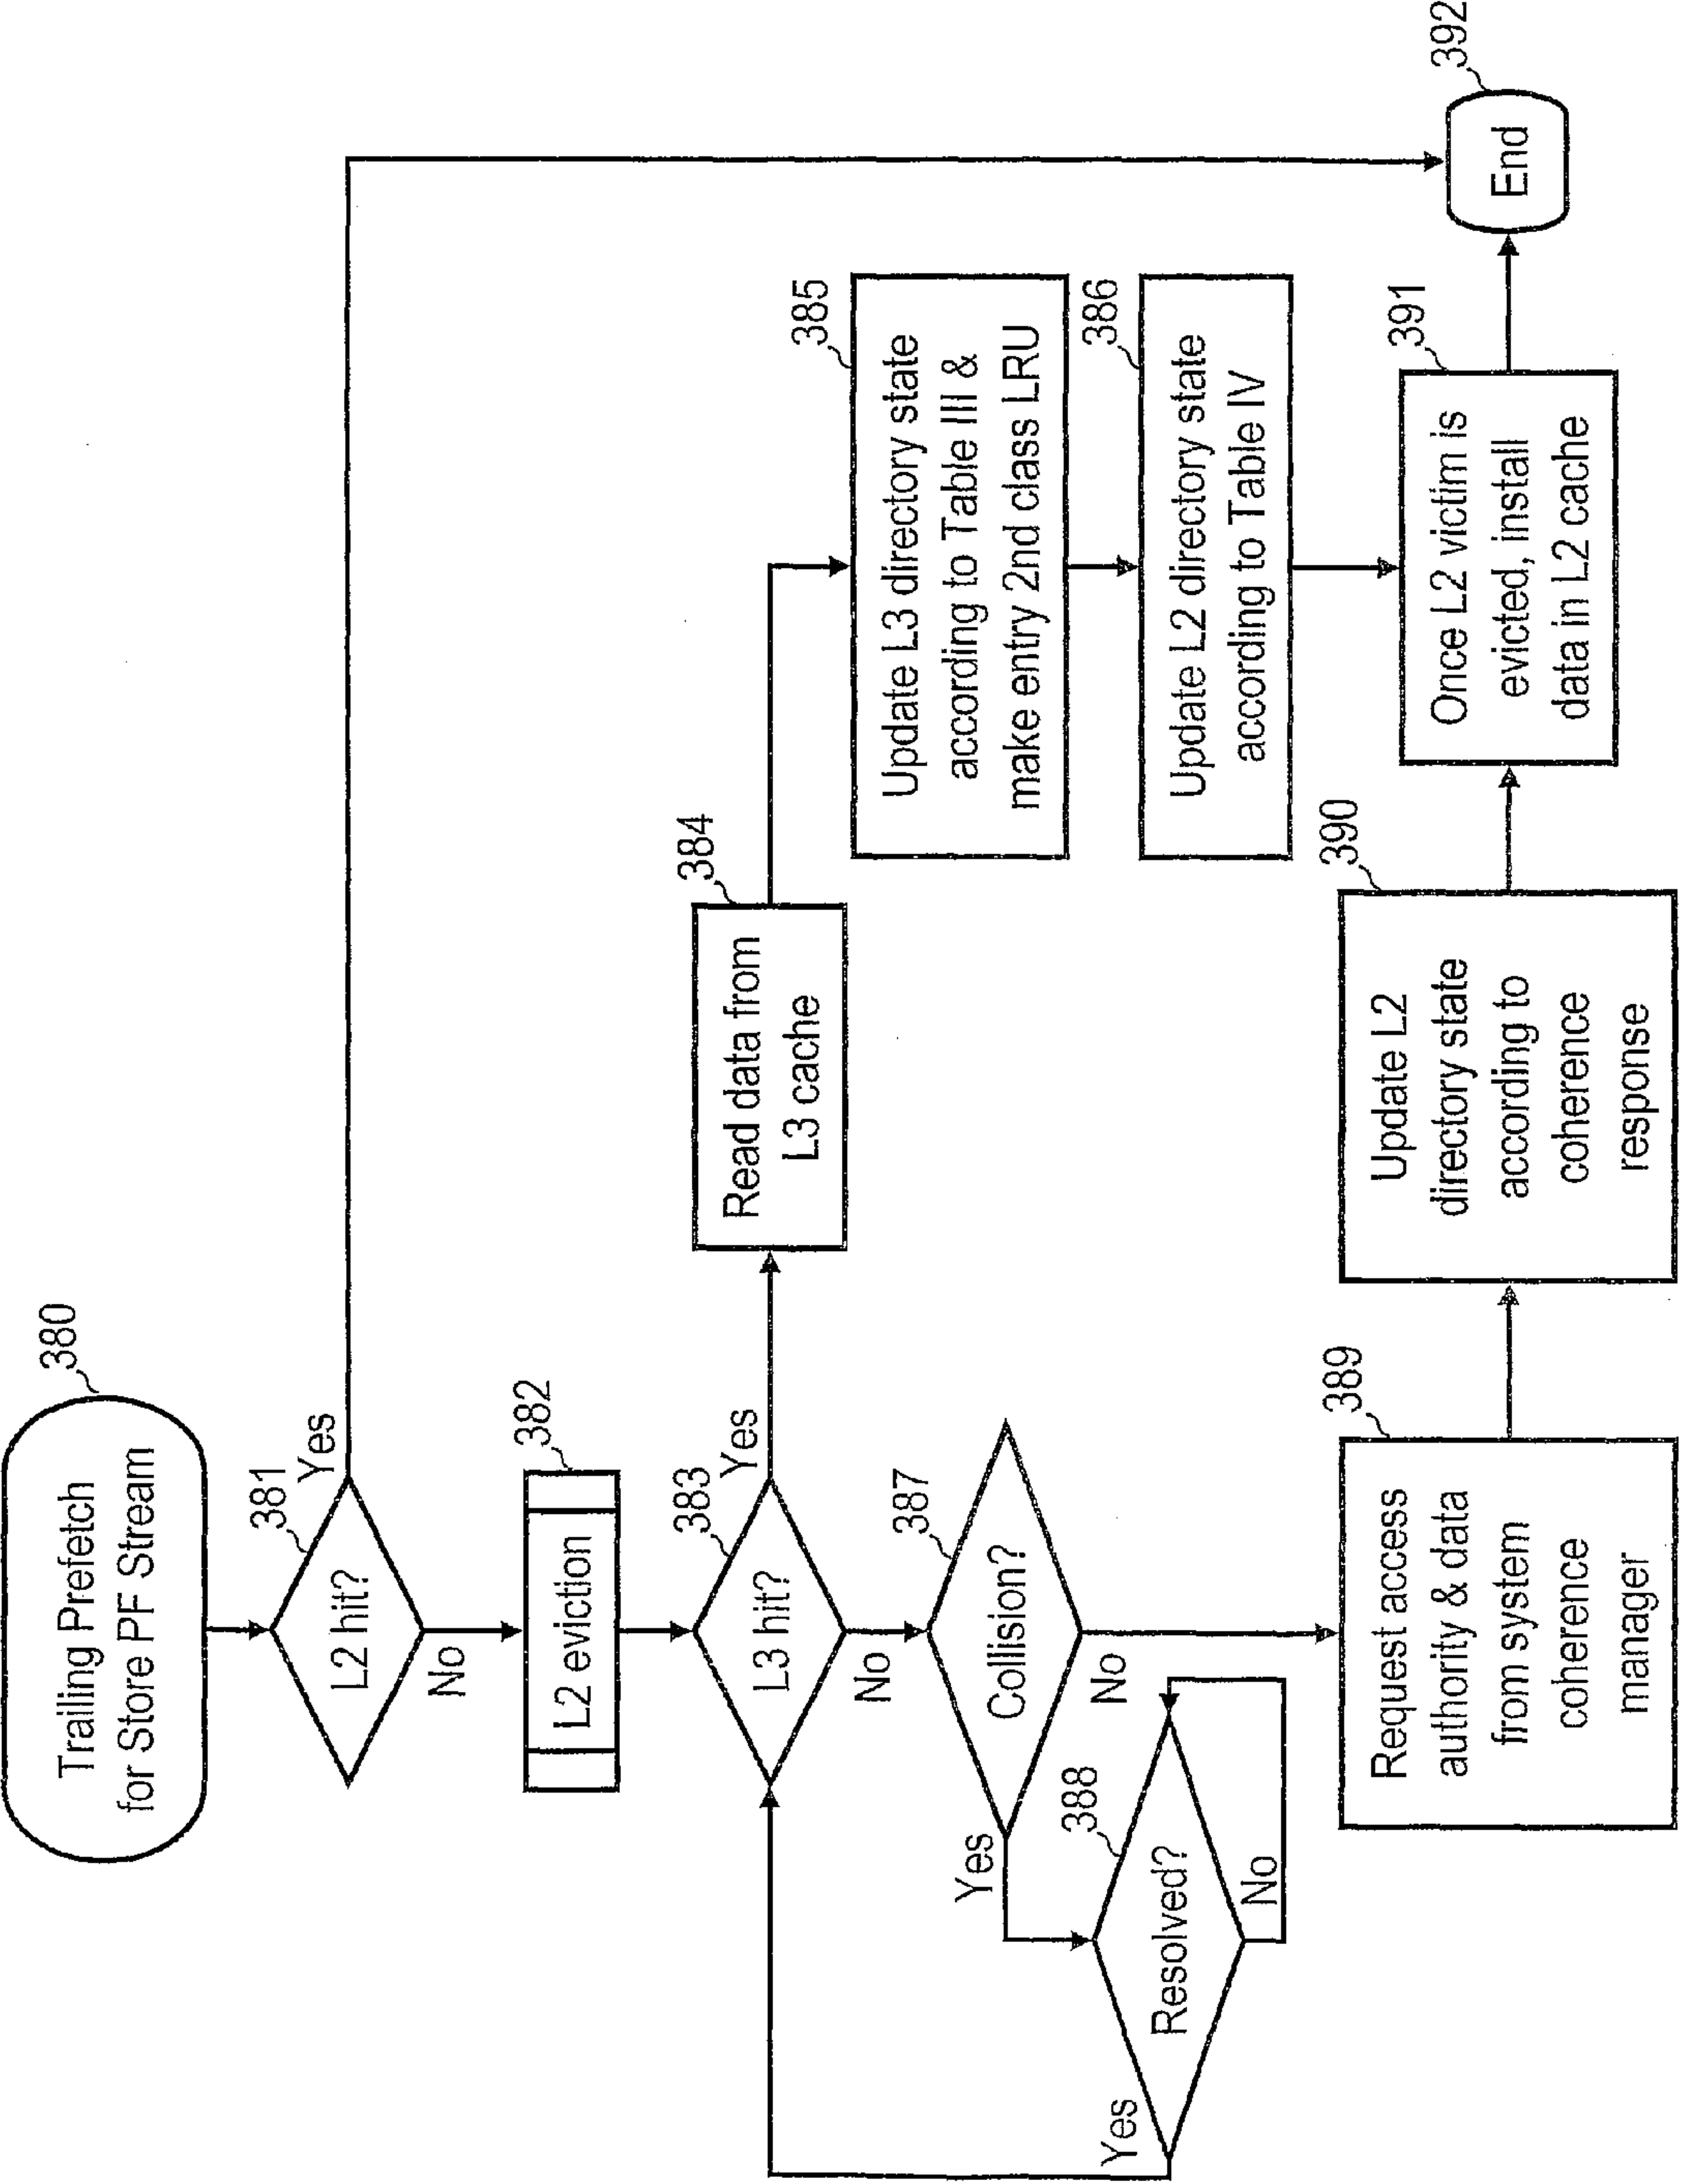 380
Trailing Prefetch
for Store PF Stream
381
L2 hit?
Yes
No
382
L2 eviction
383
L3 hit?
Yes
No
384
Read data from
L3 cache
385
Update L3 directory state
according to Table III &
make entry 2nd class LRU
386
Update L2 directory state
according to Table IV
387
Collision?
Yes
No
388
Resolved?
Yes
No
389
Request access
authority & data
from system
coherence
manager
390
Update L2
directory state
according to
coherence
response
391
Once L2 victim is
evicted, install
data in L2 cache
392
End